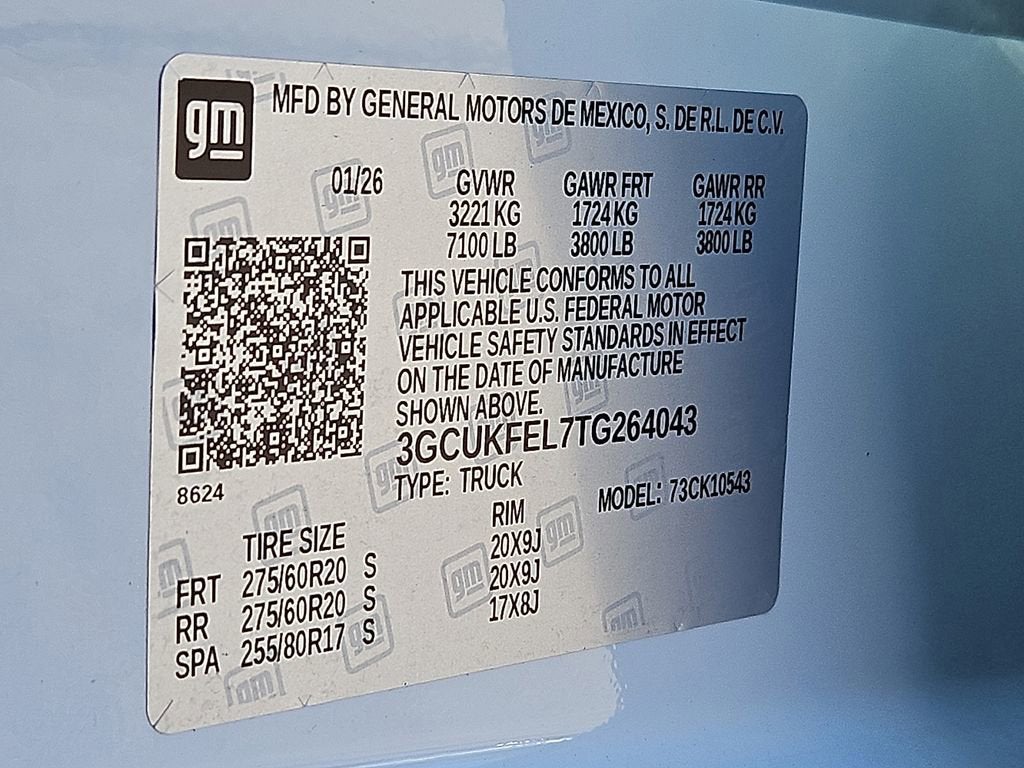 gm MFD BY GENERAL MOTORS DE MEXICO, S. DE R.L. DE C.V.
01/26 GVWR GAWR FRT GAWR RR
3221 KG 1724 KG 1724 KG
7100 LB 3800 LB 3800 LB
THIS VEHICLE CONFORMS TO ALL
APPLICABLE U.S. FEDERAL MOTOR
VEHICLE SAFETY STANDARDS IN EFFECT
ON THE DATE OF MANUFACTURE
SHOWN ABOVE.
3GCUKFEL7TG264043
8624 TYPE: TRUCK MODEL: 73CK10543
TIRE SIZE RIM
FRT 275/60R20 S 20X9J
RR 275/60R20 S 20X9J
SPA 255/80R17 S 17X8J